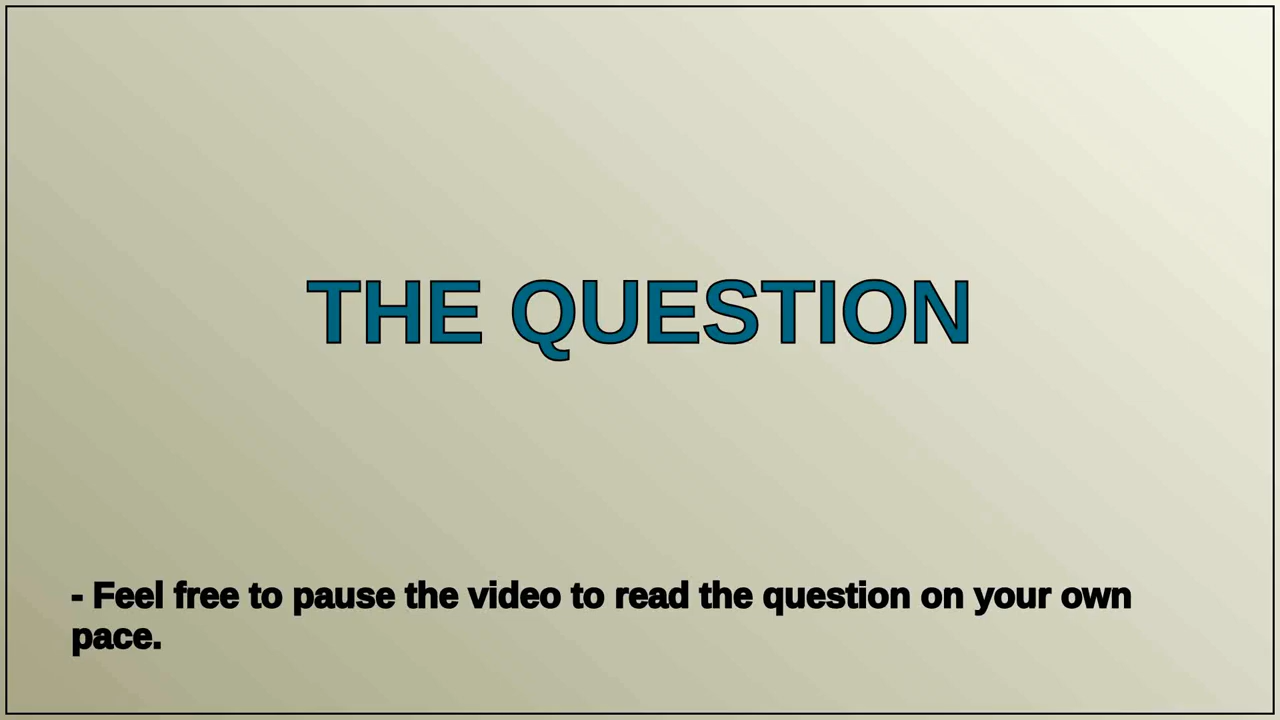 THE QUESTION
- Feel free to pause the video to read the question on your own
pace.